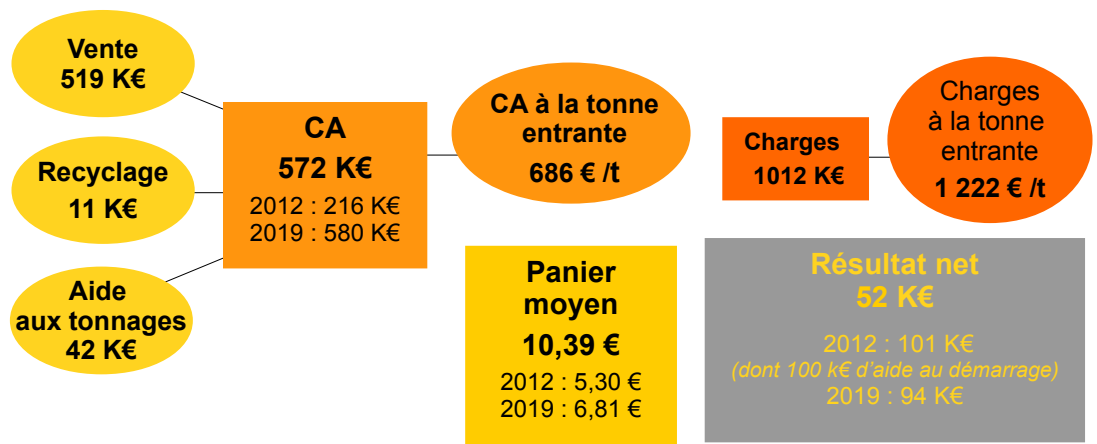 Vente
519 K€
Recyclage
11 K€
Aide
aux tonnages
42 K€
CA
572 K€
2012 : 216 K€
2019 : 580 K€
CA à la tonne
entrante
686 € /t
Charges
1012 K€
Charges
à la tonne
entrante
1 222 € /t
Panier
moyen
10,39 €
2012 : 5,30 €
2019 : 6,81 €
Résultat net
52 K€
2012 : 101 K€
(dont 100 k€ d'aide au démarrage)
2019 : 94 K€